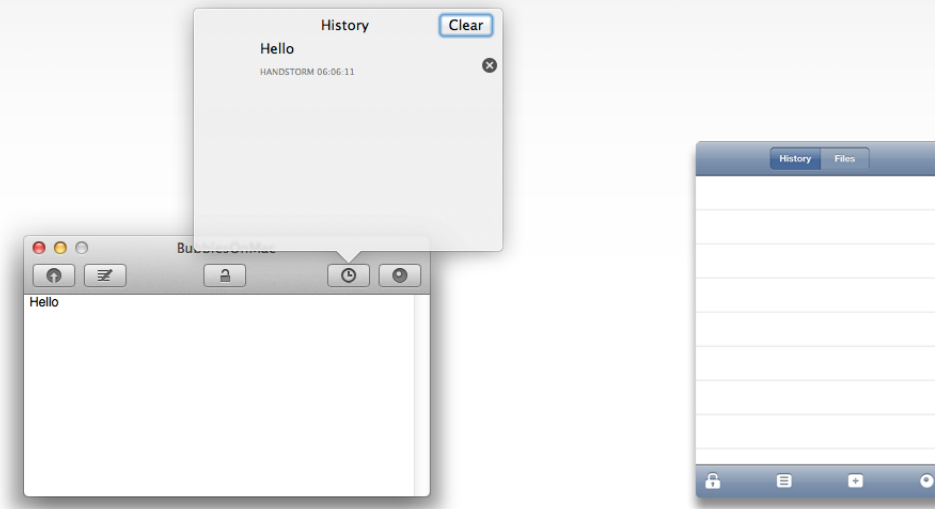 History
Clear
Hello
HANDSTORM 06:06:11
BubblesOnMac
Hello
History
Files